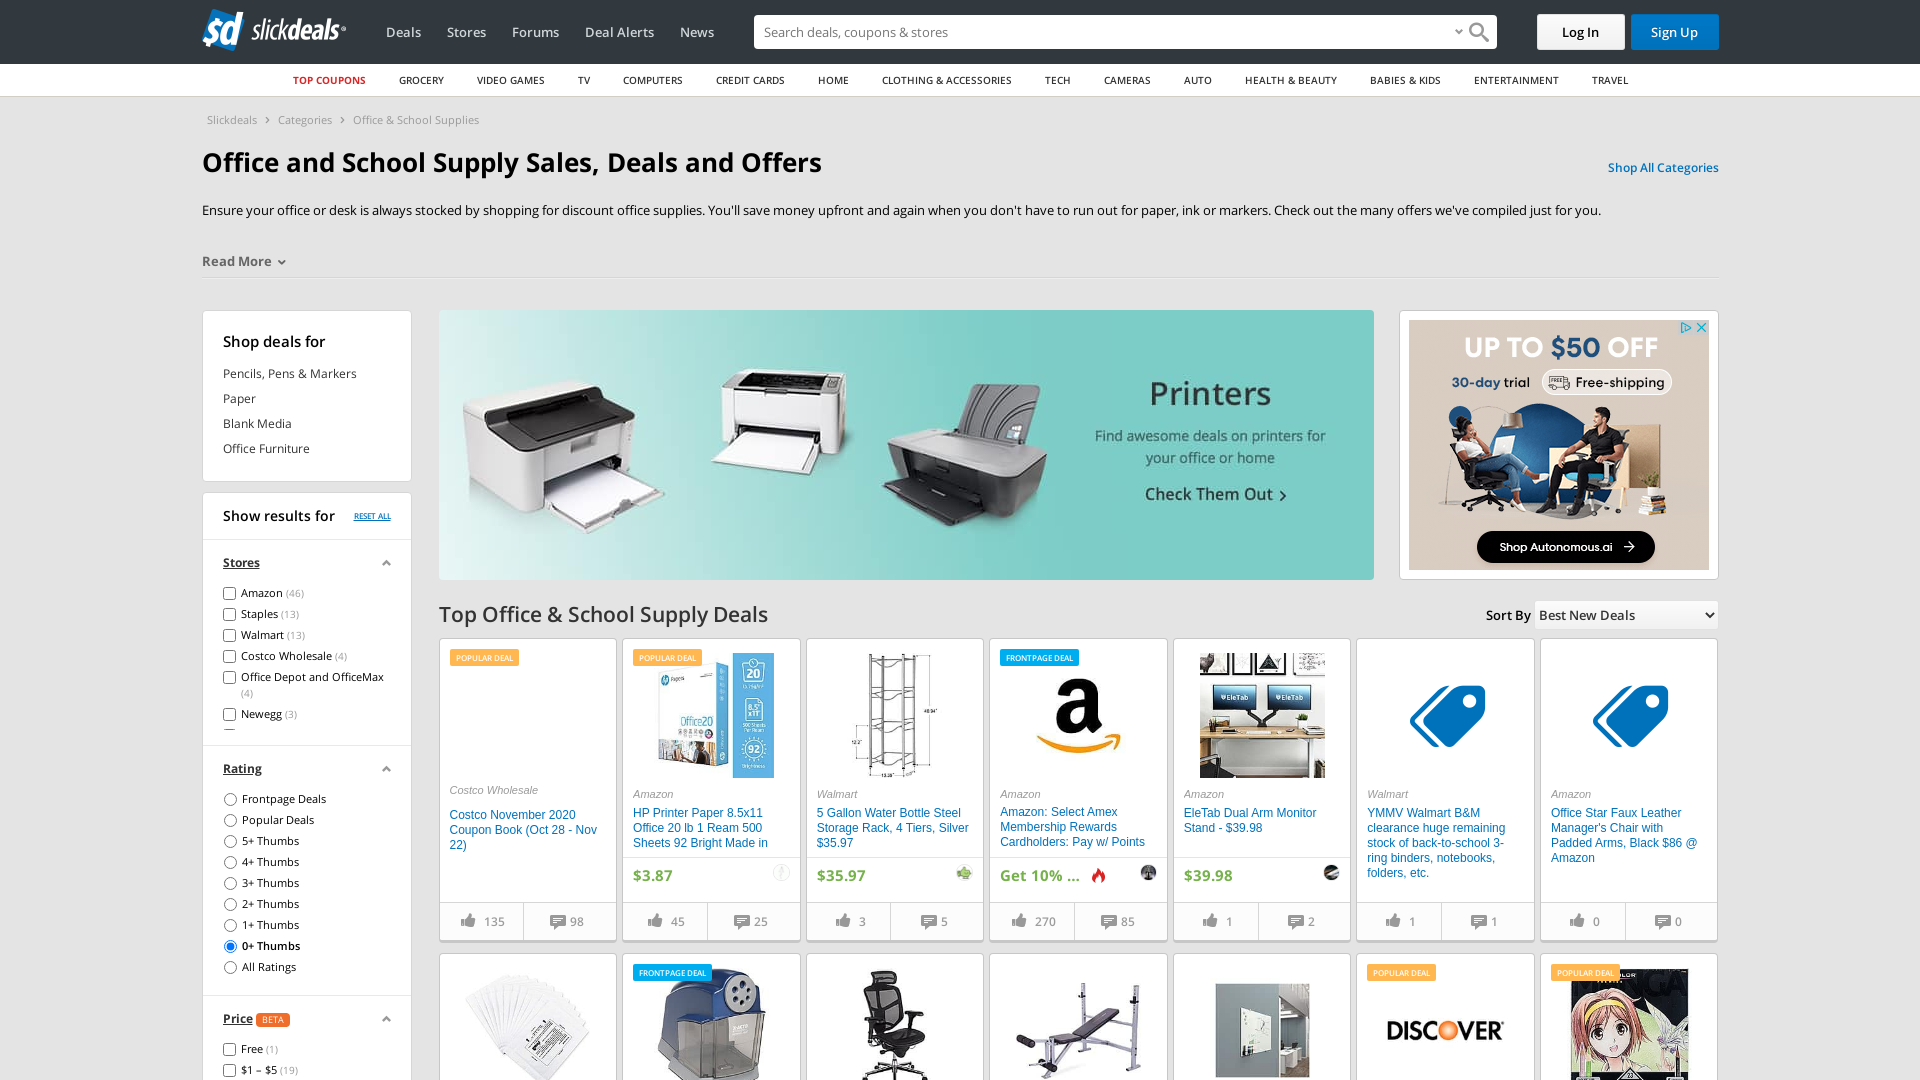 sd slickdeals
Deals
Stores
Forums
Deal Alerts
News
Search deals, coupons & stores
Log In
Sign Up
TOP COUPONS
GROCERY
VIDEO GAMES
TV
COMPUTERS
CREDIT CARDS
HOME
CLOTHING & ACCESSORIES
TECH
CAMERAS
AUTO
HEALTH & BEAUTY
BABIES & KIDS
ENTERTAINMENT
TRAVEL
Slickdeals
Categories
Office & School Supplies
Office and School Supply Sales, Deals and Offers
Shop All Categories
Ensure your office or desk is always stocked by shopping for discount office supplies. You'll save money upfront and again when you don't have to run out for paper, ink or markers. Check out the many offers we've compiled just for you.
Read More
Shop deals for
Pencils, Pens & Markers
Paper
Blank Media
Office Furniture
Show results for
RESET ALL
Stores
Amazon (46)
Staples (13)
Walmart (13)
Costco Wholesale (4)
Office Depot and OfficeMax
(4)
Newegg (3)
Rating
Frontpage Deals
Popular Deals
5+ Thumbs
4+ Thumbs
3+ Thumbs
2+ Thumbs
1+ Thumbs
0+ Thumbs
All Ratings
Price BETA
Free (1)
$1 – $5 (19)
Printers
Find awesome deals on printers for
your office or home
Check Them Out
UP TO $50 OFF
30-day trial
FREE
Free-shipping
Shop Autonomous.ai
Top Office & School Supply Deals
Sort By
Best New Deals
POPULAR DEAL
Costco Wholesale
Costco November 2020
Coupon Book (Oct 28 - Nov
22)
135
98
POPULAR DEAL
Office20
20
92
Amazon
HP Printer Paper 8.5x11
Office 20 lb 1 Ream 500
Sheets 92 Bright Made in
$3.87
45
25
Walmart
5 Gallon Water Bottle Steel
Storage Rack, 4 Tiers, Silver
$35.97
$35.97
3
5
FRONTPAGE DEAL
a
Amazon
Amazon: Select Amex
Membership Rewards
Cardholders: Pay w/ Points
Get 10% ...
270
85
EleTab
EleTab
Amazon
EleTab Dual Arm Monitor
Stand - $39.98
$39.98
1
2
Walmart
YMMV Walmart B&M
clearance huge remaining
stock of back-to-school 3-
ring binders, notebooks,
folders, etc.
1
1
Amazon
Office Star Faux Leather
Manager's Chair with
Padded Arms, Black $86 @
Amazon
0
0
FRONTPAGE DEAL
POPULAR DEAL
DISCOVER
POPULAR DEAL